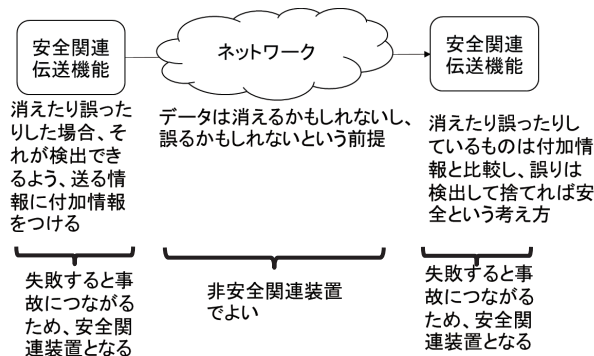 安全関連
伝送機能
ネットワーク
安全関連
伝送機能
消えたり誤った
りした場合、そ
れが検出でき
るよう、送る情
報に付加情報
をつける
データは消えるかもしれないし、
誤るかもしれないという前提
消えたり誤ったりし
ているものは付加情
報と比較し、誤りは
検出して捨てれば安
全という考え方
失敗すると事
故につながる
ため、安全関
連装置となる
非安全関連装置
でよい
失敗すると事
故につながる
ため、安全関
連装置となる